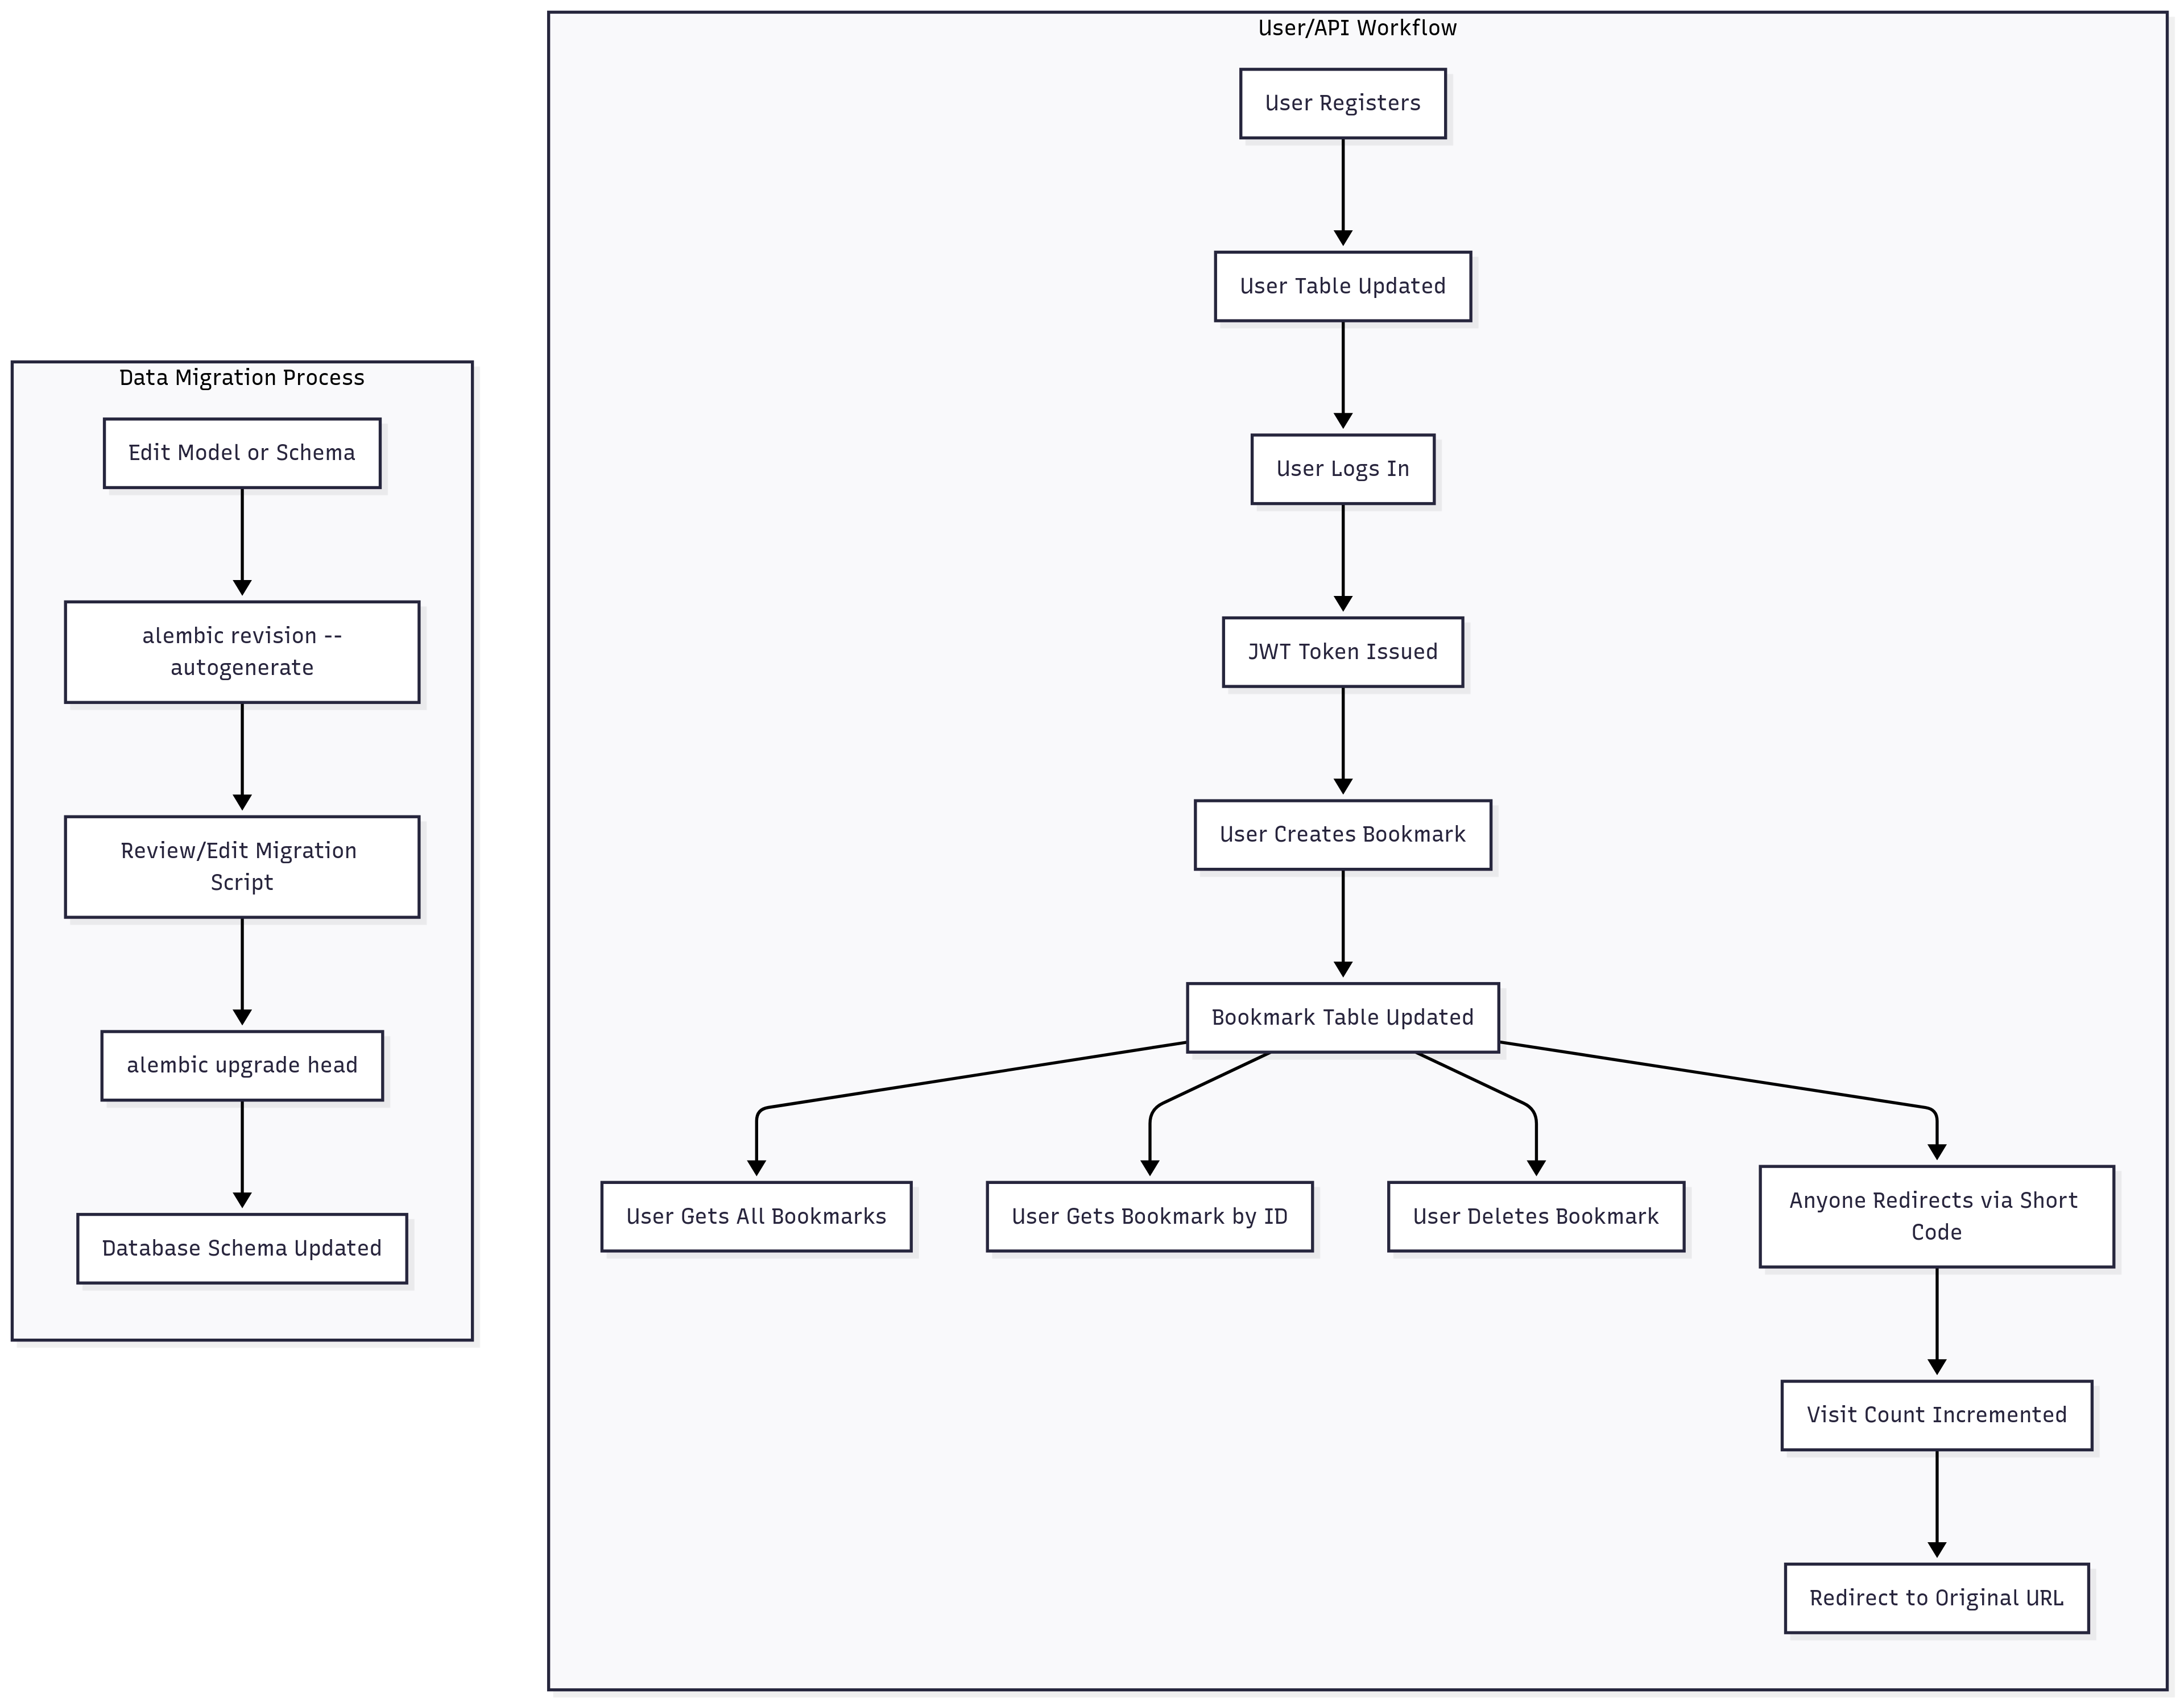 Data Migration Process
Edit Model or Schema
alembic revision --
autogenerate
Review/Edit Migration
Script
alembic upgrade head
Database Schema Updated
User/API Workflow
User Registers
User Table Updated
User Logs In
JWT Token Issued
User Creates Bookmark
Bookmark Table Updated
User Gets All Bookmarks
User Gets Bookmark by ID
User Deletes Bookmark
Anyone Redirects via Short
Code
Visit Count Incremented
Redirect to Original URL